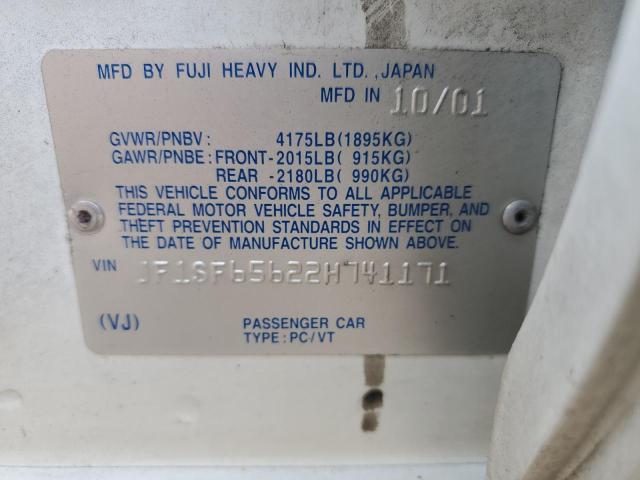 MFD BY FUJI HEAVY IND. LTD., JAPAN
MFD IN 10/01
GVWR/PNBV: 4175LB(1895KG)
GAWR/PNBE: FRONT-2015LB( 915KG)
REAR -2180LB( 990KG)
THIS VEHICLE CONFORMS TO ALL APPLICABLE
FEDERAL MOTOR VEHICLE SAFETY, BUMPER, AND
THEFT PREVENTION STANDARDS IN EFFECT ON
THE DATE OF MANUFACTURE SHOWN ABOVE.
VIN JF1SF65622H741171
(VJ) PASSENGER CAR
TYPE: PC/VT